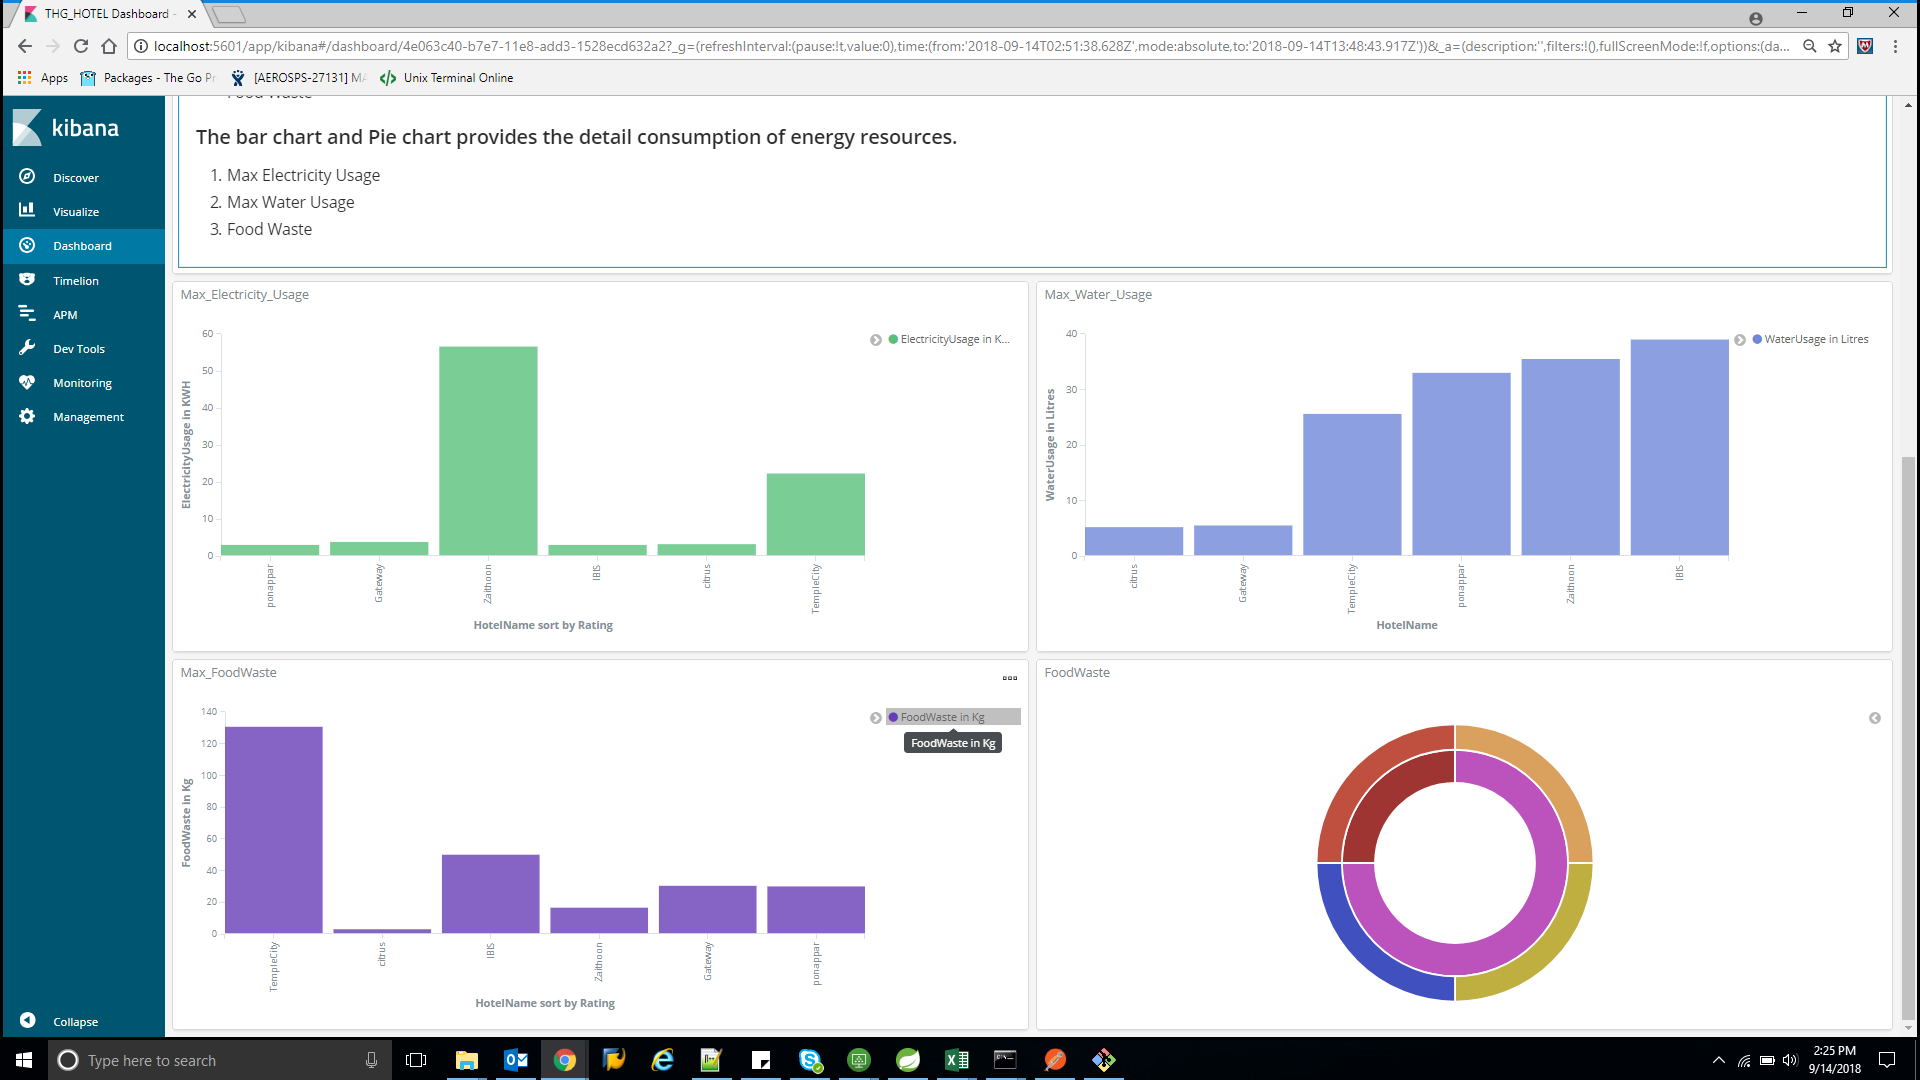 THG_HOTEL Dashboard -
localhost:5601/app/kibana#/dashboard/4e063c40-b7e7-11e8-add3-1528ecd632a2?_g=(refreshInterval:(pause:!t,value:0),time:(from:'2018-09-14T02:51:38.628Z',mode:absolute,to:'2018-09-14T13:48:43.917Z'))&_a=(description:'',filters:!(),fullScreenMode:!f,options:(da...
Apps
Packages - The Go Pr
[AEROSPS-27131] MA
Unix Terminal Online
kibana
Discover
Visualize
Dashboard
Timelion
APM
Dev Tools
Monitoring
Management
Collapse
Food Waste
The bar chart and Pie chart provides the detail consumption of energy resources.
1. Max Electricity Usage
2. Max Water Usage
3. Food Waste
Max_Electricity_Usage
60
50
40
30
20
10
0
ElectricityUsage in KWH
ponappar
Gateway
Zaithoon
IBIS
citrus
TempleCity
HotelName sort by Rating
ElectricityUsage in K...
Max_Water_Usage
40
30
20
10
0
WaterUsage in Litres
citrus
Gateway
TempleCity
ponappar
Zaithoon
IBIS
HotelName
WaterUsage in Litres
Max_FoodWaste
140
120
100
80
60
40
20
0
FoodWaste in Kg
TempleCity
citrus
IBIS
Zaithoon
Gateway
ponappar
HotelName sort by Rating
FoodWaste in Kg
FoodWaste in Kg
FoodWaste
Type here to search
2:25 PM
9/14/2018